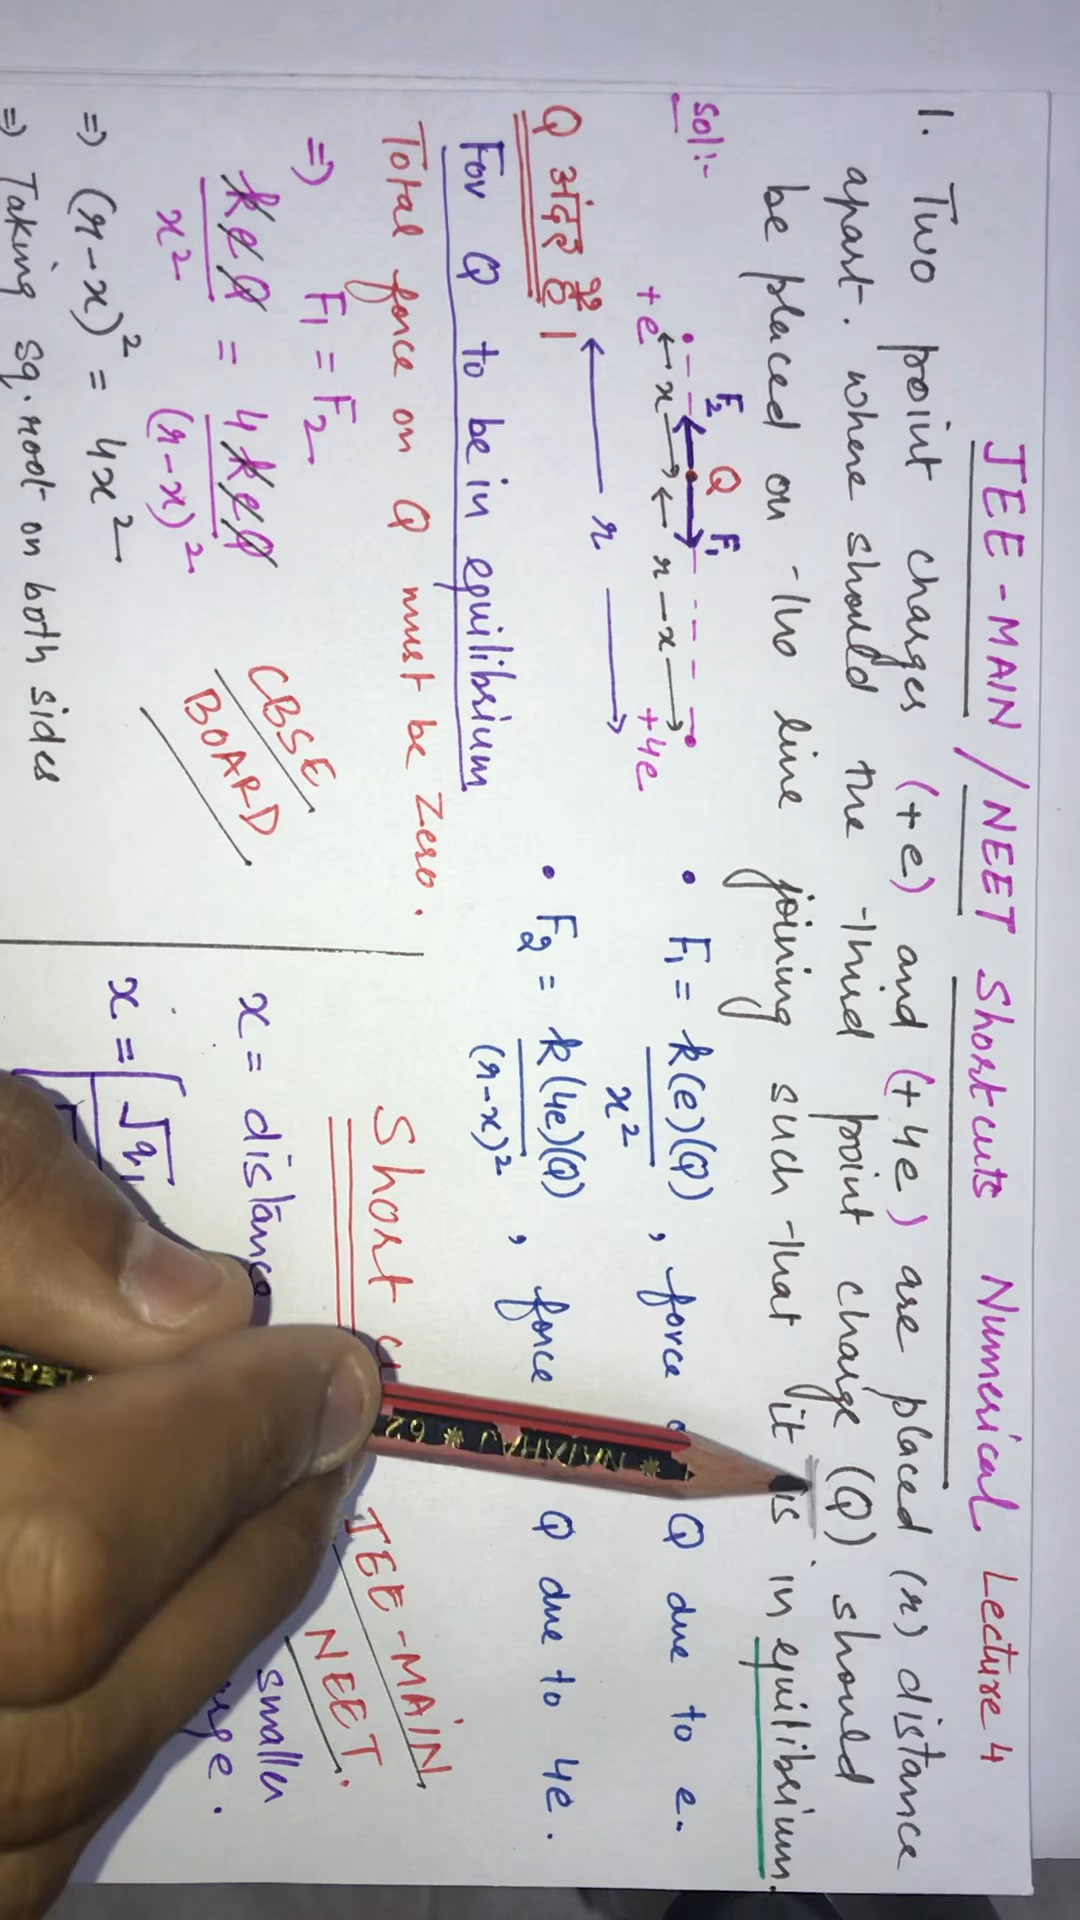 JEE-MAIN/NEET Shortcuts Numerical Lecture 4
1. Two point charges (+e) and (+4e) are placed (r) distance
apart. where should the third point charge (Q) should
be placed on the line joining such that it is in equilibrium.
Sol:-
F₂ Q F₁
+e x r-x +4e
r
• F₁ = k(e)(Q)/x² , force Q due to e.
Q अंदर है।
• F₂ = k(4e)(Q)/(r-x)² , force Q due to 4e.
For Q to be in equilibrium
Total force on Q must be Zero.
⇒ F₁ = F₂
keQ/x² = 4keQ/(r-x)²
⇒ (r-x)² = 4x²
⇒ Taking sq. root on both sides
CBSE
BOARD
Short
JEE-MAIN
NEET.
x = distance smaller
x = √q₁
NATARAJ * 62